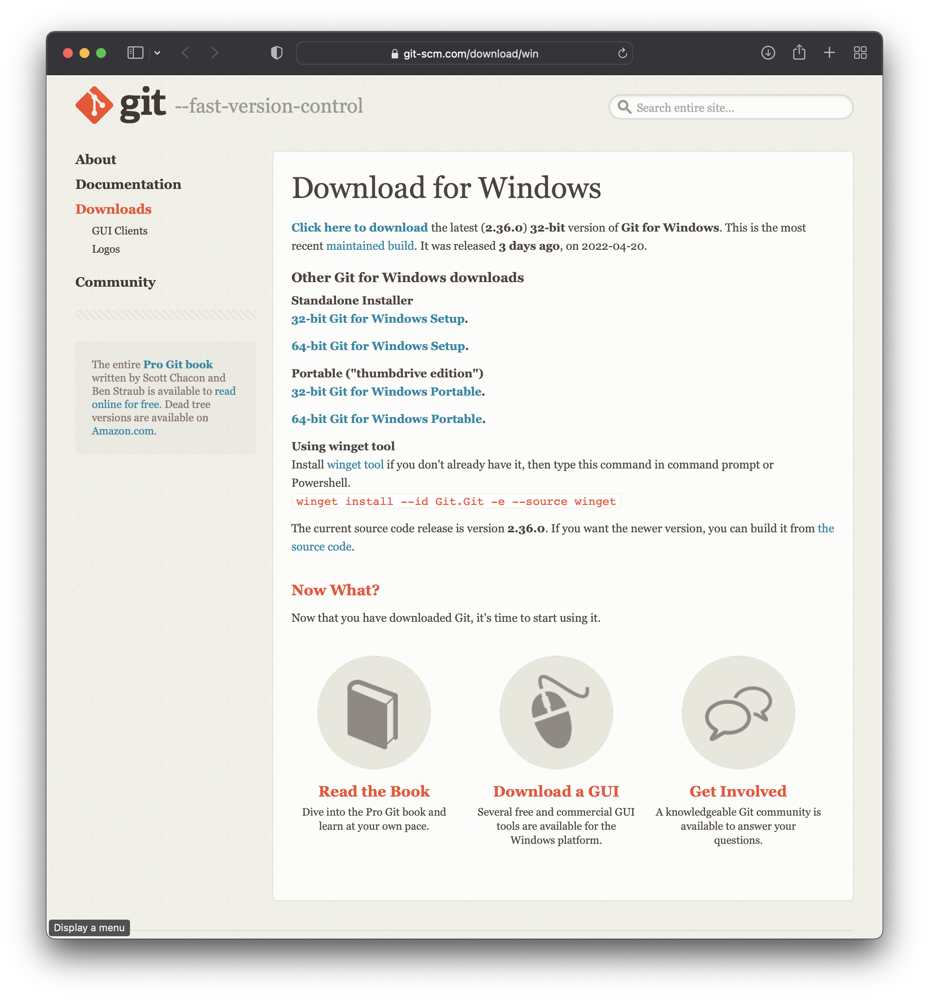 git-scm.com/download/win
git --fast-version-control
Search entire site...
About
Documentation
Downloads
GUI Clients
Logos
Community
The entire Pro Git book
written by Scott Chacon and
Ben Straub is available to read
online for free. Dead tree
versions are available on
Amazon.com.
Download for Windows
Click here to download the latest (2.36.0) 32-bit version of Git for Windows. This is the most
recent maintained build. It was released 3 days ago, on 2022-04-20.
Other Git for Windows downloads
Standalone Installer
32-bit Git for Windows Setup.
64-bit Git for Windows Setup.
Portable ("thumbdrive edition")
32-bit Git for Windows Portable.
64-bit Git for Windows Portable.
Using winget tool
Install winget tool if you don't already have it, then type this command in command prompt or
Powershell.
winget install --id Git.Git -e --source winget
The current source code release is version 2.36.0. If you want the newer version, you can build it from the
source code.
Now What?
Now that you have downloaded Git, it's time to start using it.
Read the Book
Dive into the Pro Git book and
learn at your own pace.
Download a GUI
Several free and commercial GUI
tools are available for the
Windows platform.
Get Involved
A knowledgeable Git community is
available to answer your
questions.
Display a menu